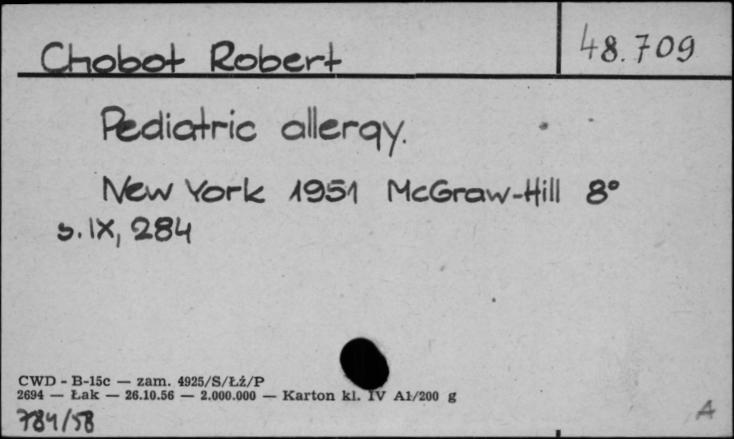 Chobot Robert 48.709
Pediatric allergy.
New York 1951 McGraw-Hill 8°
s. IX, 284
CWD - B-15c — zam. 4925/S/Łż/P
2694 — Łak — 26.10.56 — 2.000.000 — Karton kl. IV A1/200 g
784/58
A